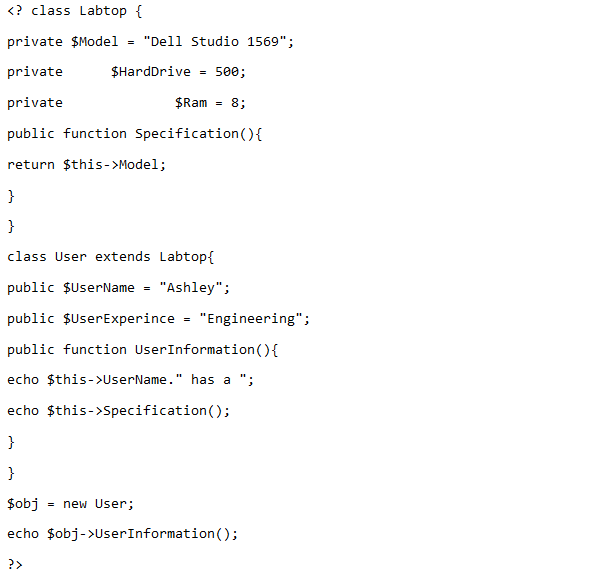 <? class Labtop {
private $Model = "Dell Studio 1569";
private      $HardDrive = 500;
private              $Ram = 8;
public function Specification(){
return $this->Model;
}
}
class User extends Labtop{
public $UserName = "Ashley";
public $UserExperince = "Engineering";
public function UserInformation(){
echo $this->UserName." has a ";
echo $this->Specification();
}
}
$obj = new User;
echo $obj->UserInformation();
?>